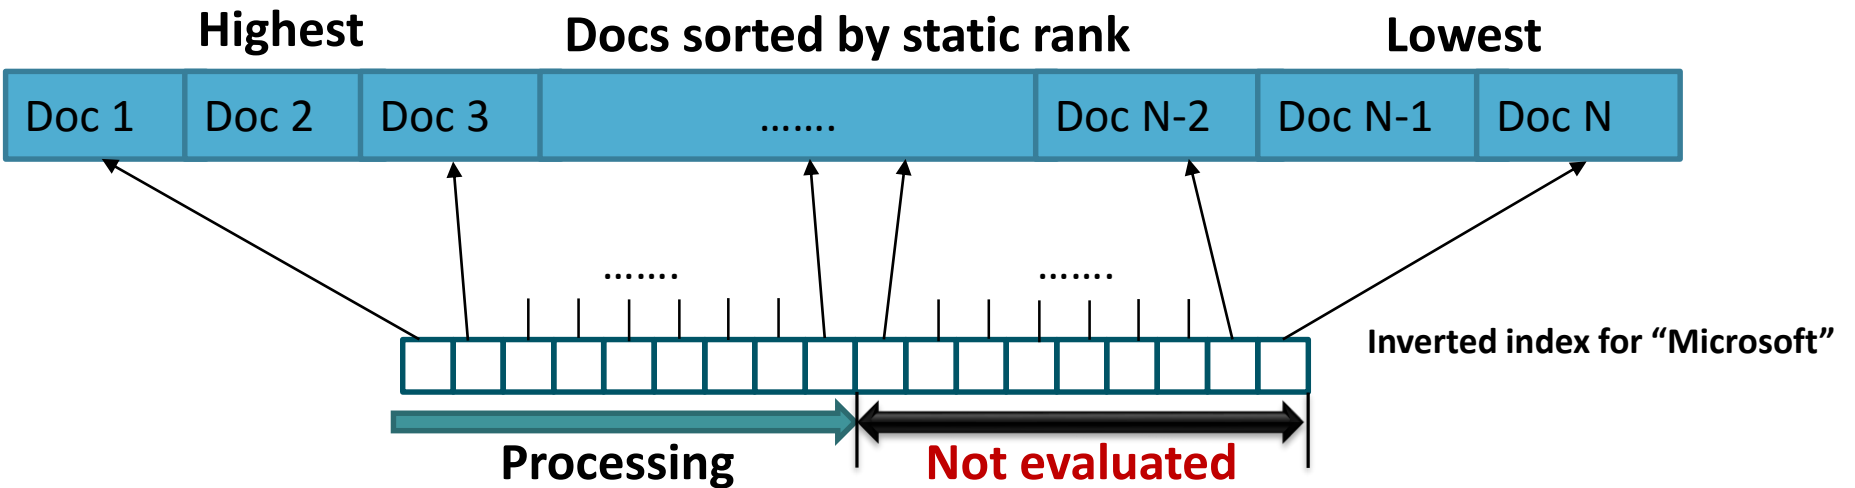 Highest Docs sorted by static rank Lowest
Doc 1 Doc 2 Doc 3 ....... Doc N-2 Doc N-1 Doc N
....... .......
Inverted index for “Microsoft”
Processing Not evaluated